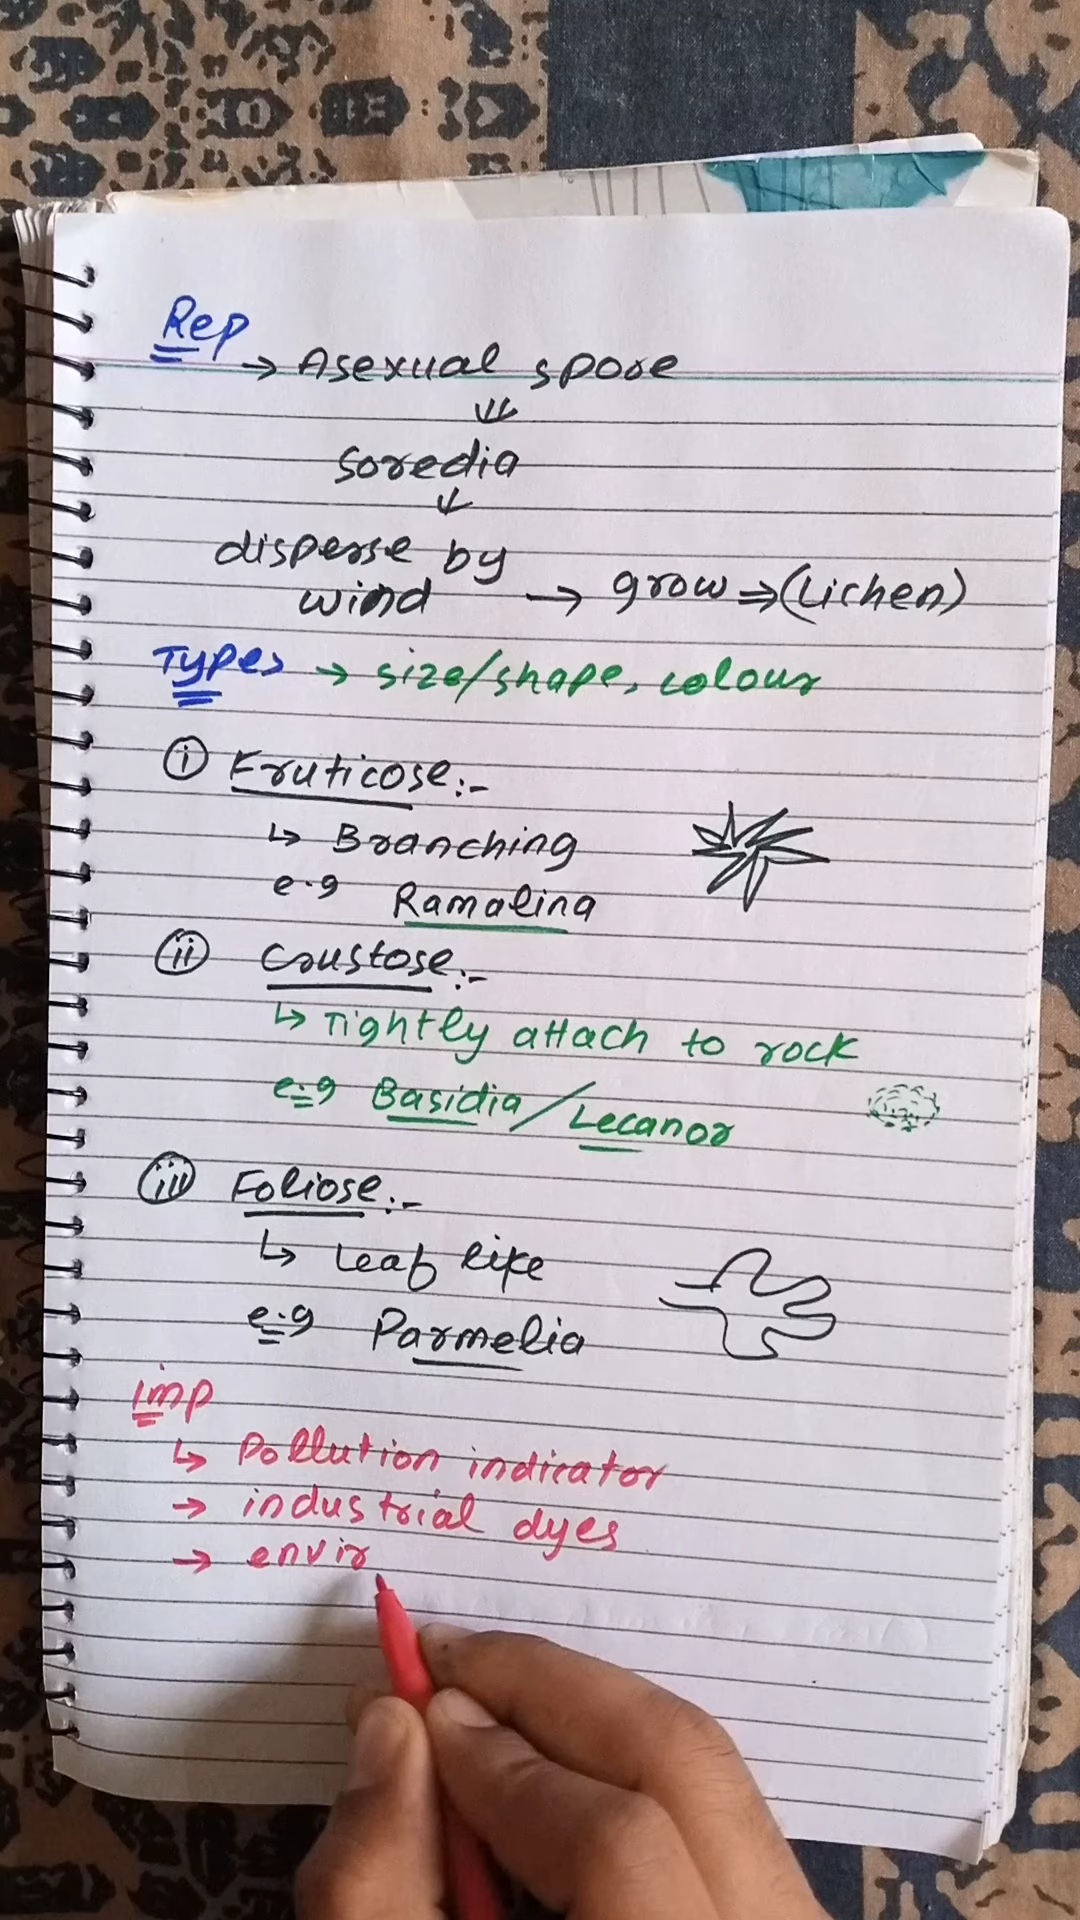 Rep
→ Asexual spore
↓
Soredia
↓
disperse by
wind → grow ⇒ (Lichen)
Types → size/shape, colour
(i) Fruticose:-
↳ Branching
e.g Ramalina
(ii) Crustose:-
↳ Tightly attach to rock
e.g Basidia/Lecanor
(iii) Foliose:-
↳ Leaf like
e.g Parmelia
imp
↳ Pollution indicator
→ industrial dyes
→ envir